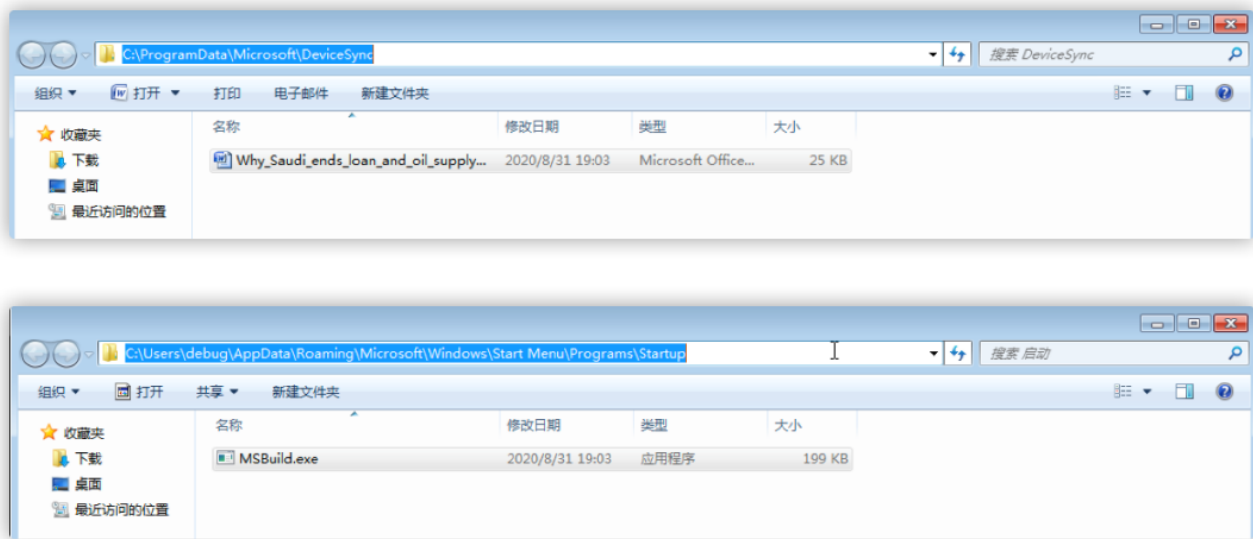 C:\ProgramData\Microsoft\DeviceSync 搜索 DeviceSync
组织 打开 打印 电子邮件 新建文件夹
收藏夹 名称 修改日期 类型 大小
下载 Why_Saudi_ends_loan_and_oil_supply... 2020/8/31 19:03 Microsoft Office... 25 KB
桌面
最近访问的位置
C:\Users\debug\AppData\Roaming\Microsoft\Windows\Start Menu\Programs\Startup 搜索 启动
组织 打开 共享 新建文件夹
收藏夹 名称 修改日期 类型 大小
下载 MSBuild.exe 2020/8/31 19:03 应用程序 199 KB
桌面
最近访问的位置